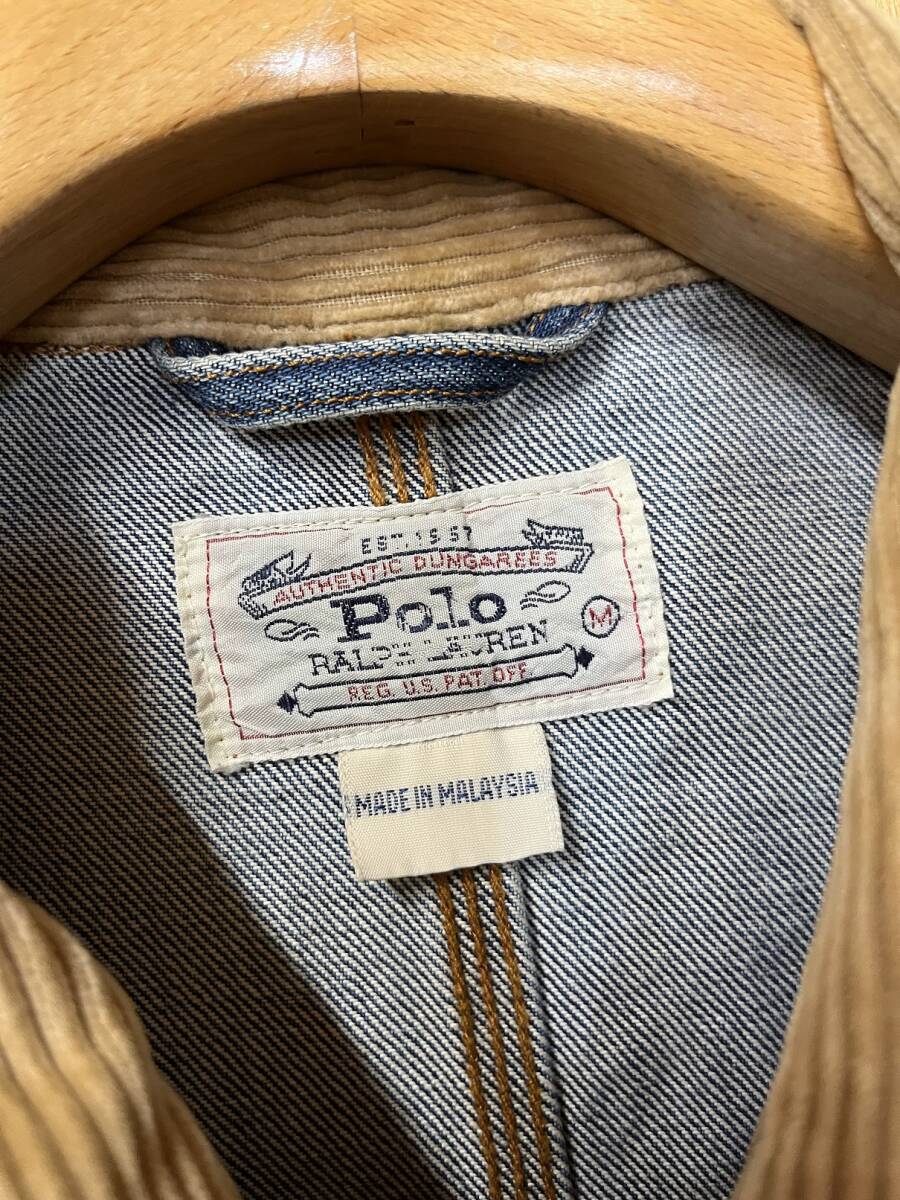 EST. 1967
AUTHENTIC DUNGAREES
Polo
M
RALPH LAUREN
REG. U.S. PAT. OFF.
MADE IN MALAYSIA